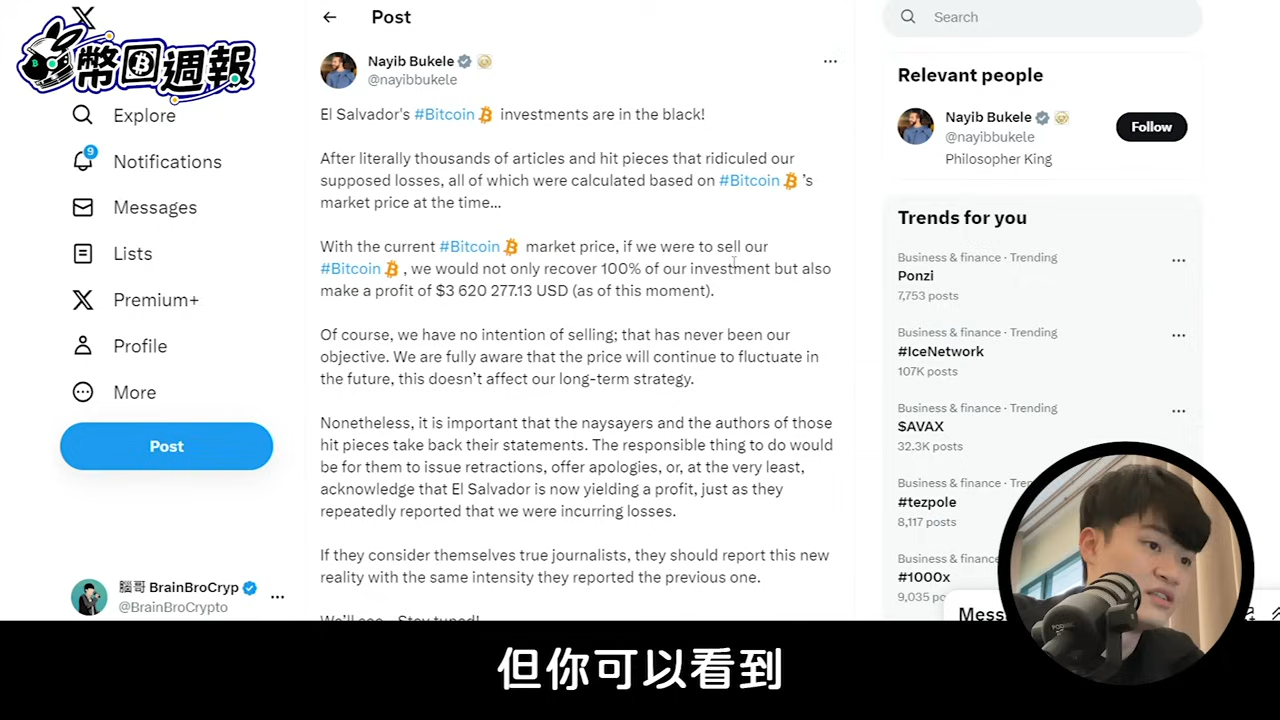 幣圈週報
Explore
Notifications
9
Messages
Lists
Premium+
Profile
More
Post
腦哥 BrainBroCryp
@BrainBroCrypto
Post
Nayib Bukele
@nayibbukele
El Salvador's #Bitcoin investments are in the black!
After literally thousands of articles and hit pieces that ridiculed our
supposed losses, all of which were calculated based on #Bitcoin 's
market price at the time...
With the current #Bitcoin market price, if we were to sell our
#Bitcoin , we would not only recover 100% of our investment but also
make a profit of $3 620 277.13 USD (as of this moment).
Of course, we have no intention of selling; that has never been our
objective. We are fully aware that the price will continue to fluctuate in
the future, this doesn’t affect our long-term strategy.
Nonetheless, it is important that the naysayers and the authors of those
hit pieces take back their statements. The responsible thing to do would
be for them to issue retractions, offer apologies, or, at the very least,
acknowledge that El Salvador is now yielding a profit, just as they
repeatedly reported that we were incurring losses.
If they consider themselves true journalists, they should report this new
reality with the same intensity they reported the previous one.
We’ll see... Stay tuned!
Search
Relevant people
Nayib Bukele
@nayibbukele
Follow
Philosopher King
Trends for you
Business & finance · Trending
Ponzi
7,753 posts
Business & finance · Trending
#IceNetwork
107K posts
Business & finance · Trending
$AVAX
32.3K posts
Business & finance · Tre
#tezpole
8,117 posts
Business & finance
#1000x
9,035 po
Mess
但你可以看到